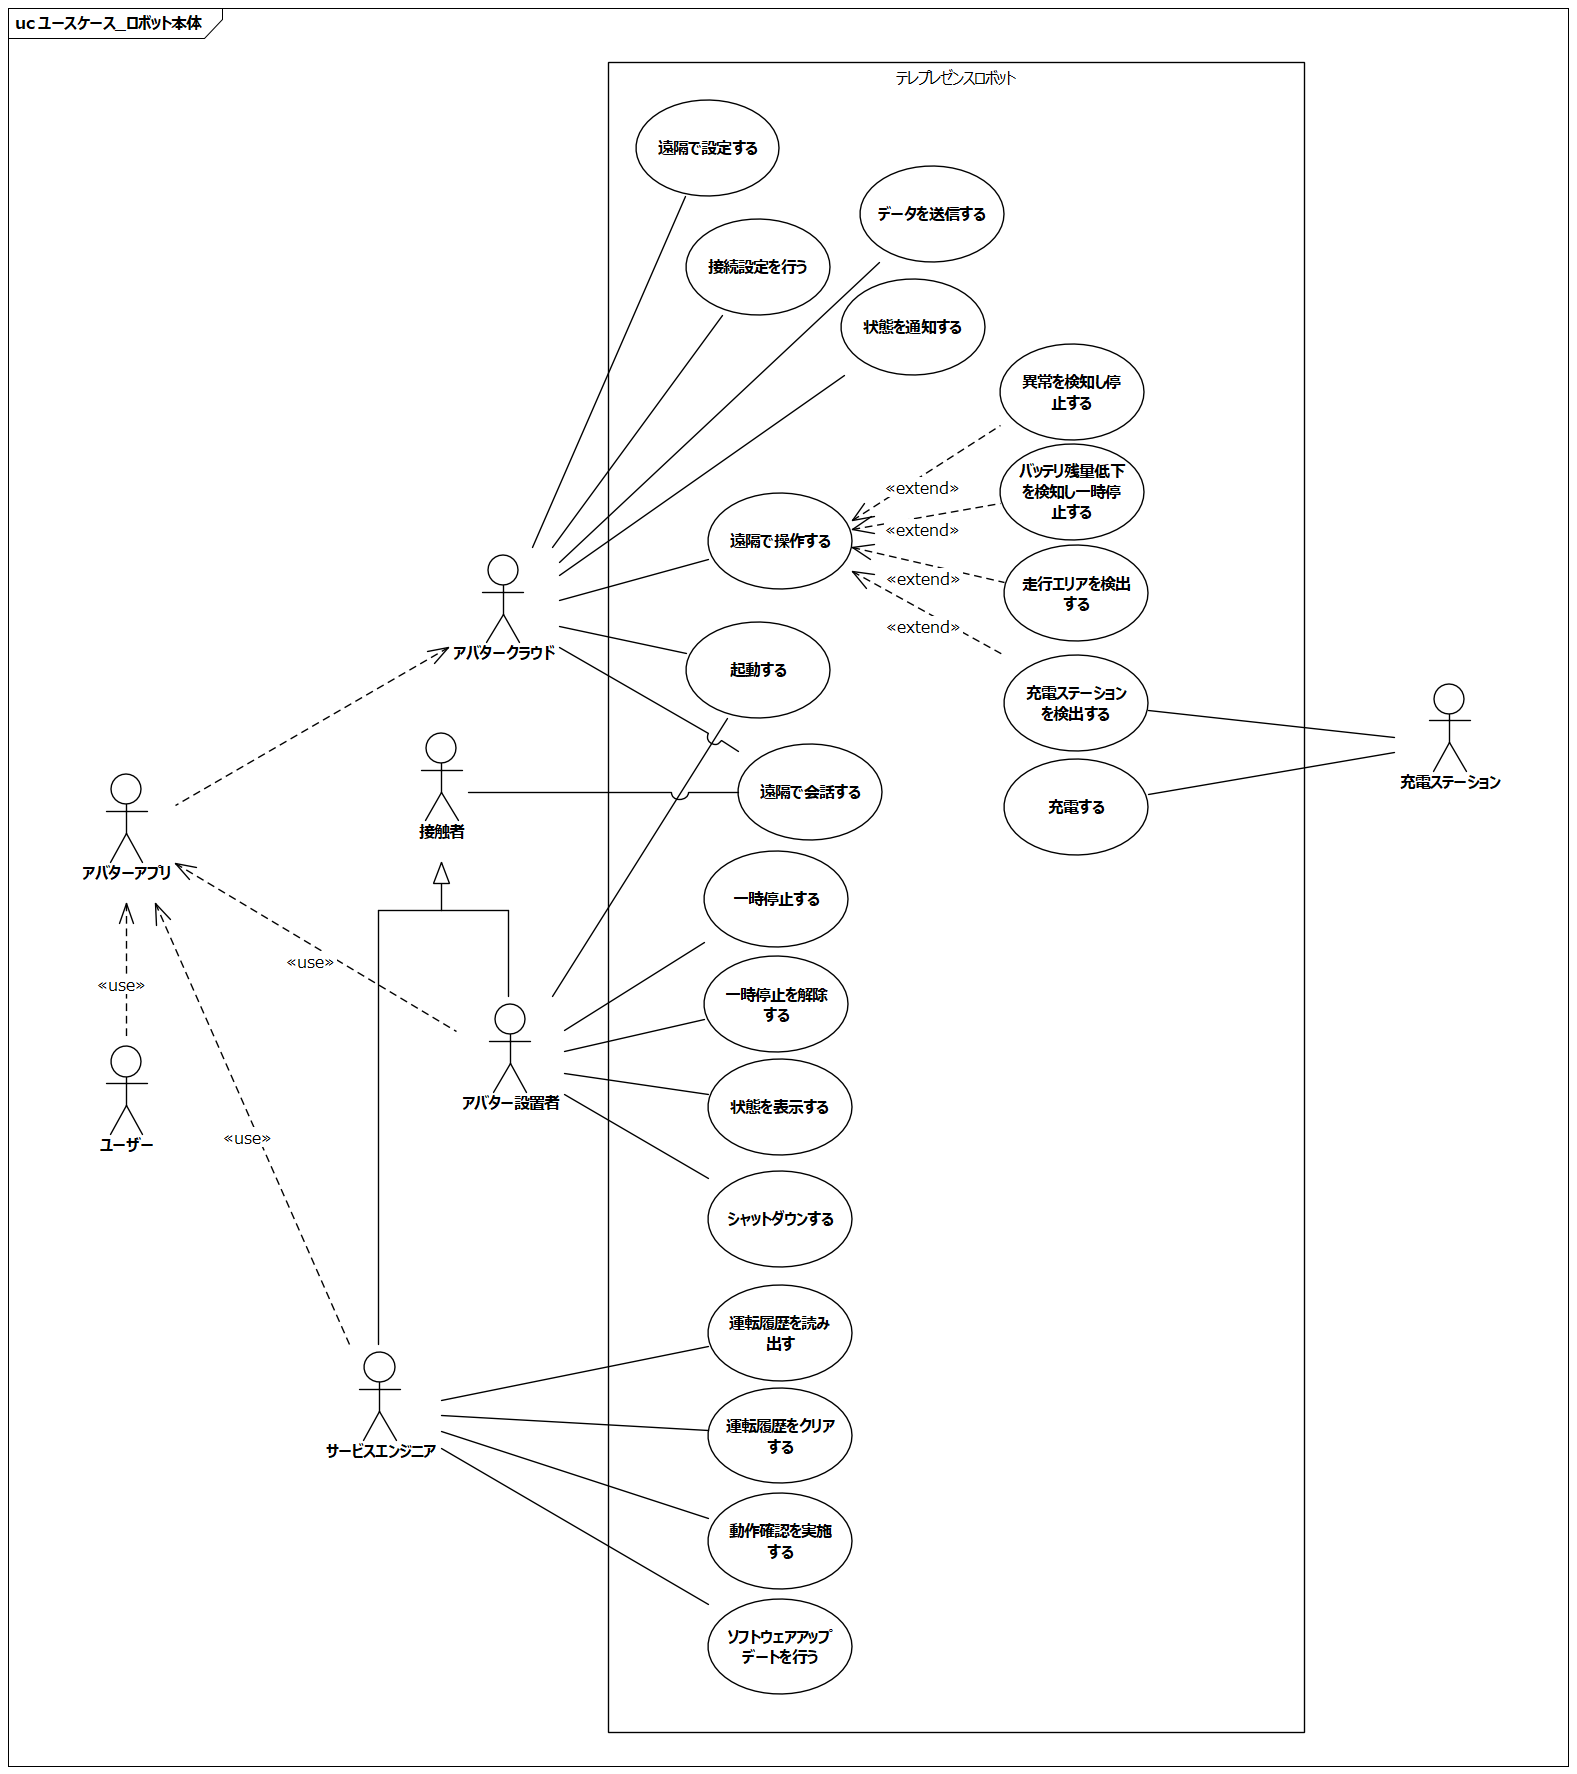 uc ユースケース_ロボット本体
テレプレゼンスロボット
遠隔で設定する
データを送信する
接続設定を行う
状態を通知する
異常を検知し停
止する
バッテリ残量低下
を検知し一時停
止する
«extend»
«extend»
遠隔で操作する
走行エリアを検出
する
«extend»
«extend»
アバタークラウド
起動する
充電ステーション
を検出する
充電ステーション
遠隔で会話する
充電する
接触者
アバターアプリ
一時停止する
«use»
«use»
一時停止を解除
する
アバター設置者
状態を表示する
ユーザー
«use»
シャットダウンする
運転履歴を読み
出す
運転履歴をクリア
する
サービスエンジニア
動作確認を実施
する
ソフトウェアアップ
デートを行う